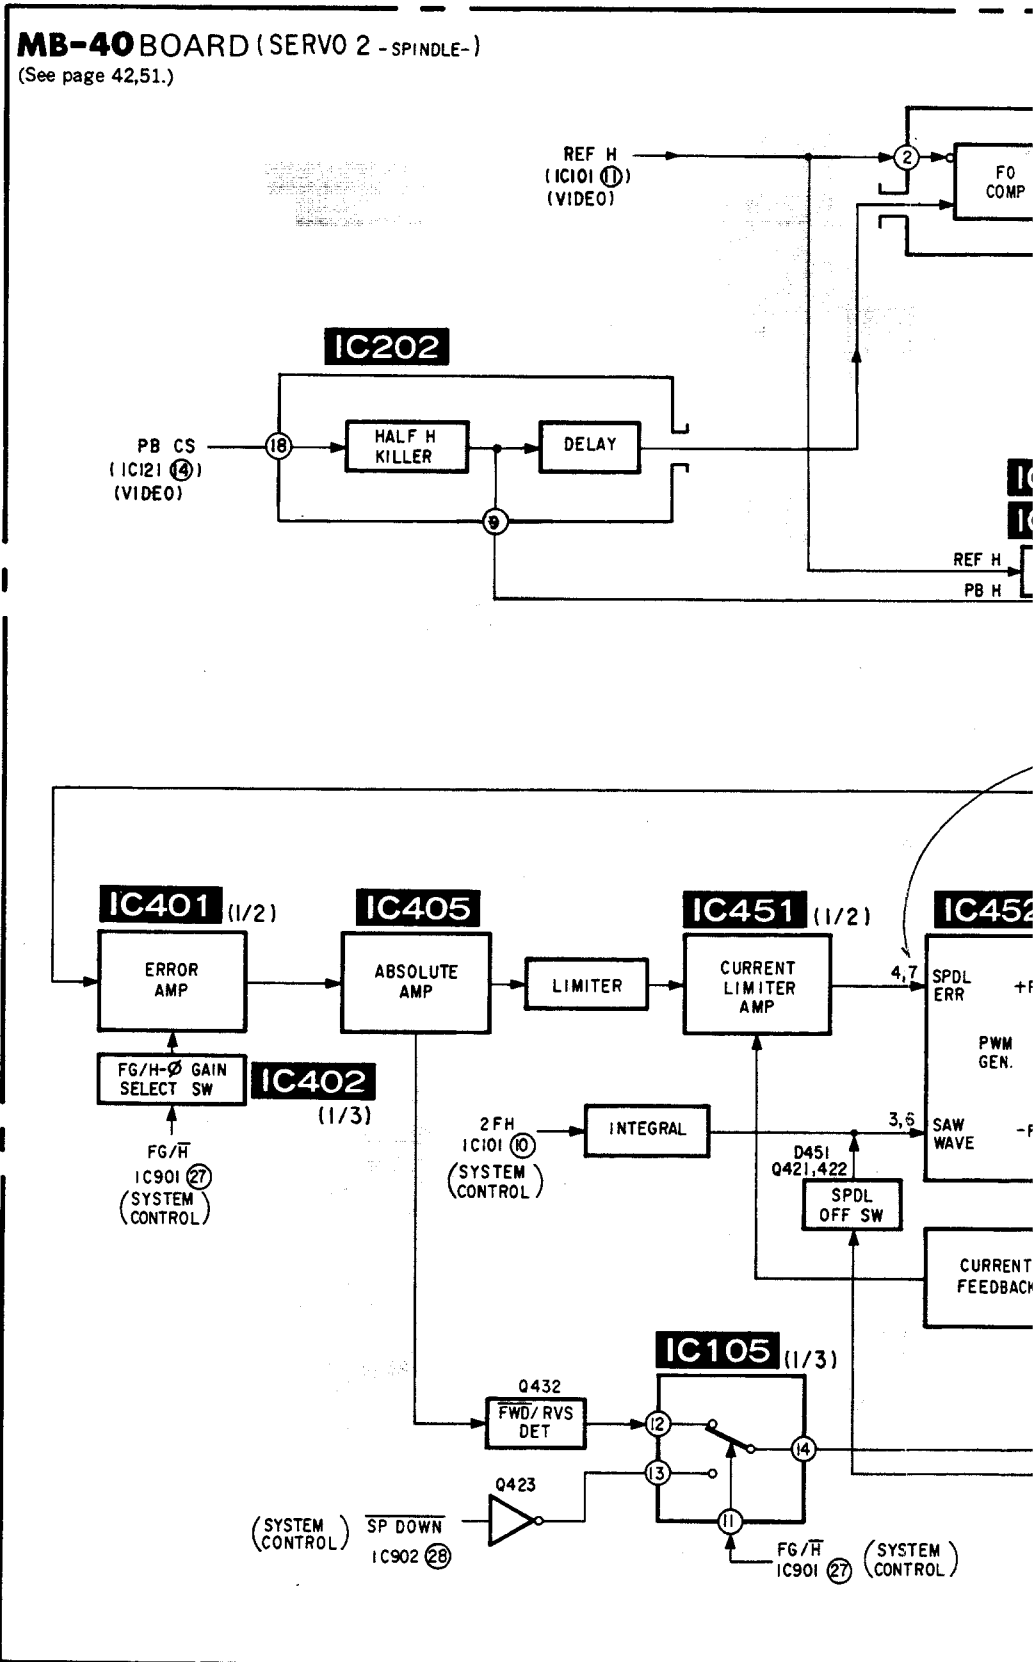 MB-40 BOARD (SERVO 2 -SPINDLE-)
(See page 42,51.)
REF H
(IC101 ⑪)
(VIDEO)
2
FO
COMP
IC202
PB CS
(IC121 ⑭)
(VIDEO)
18
HALF H
KILLER
DELAY
9
REF H
PB H
IC401 (1/2)
ERROR
AMP
FG/H-Ø GAIN
SELECT SW
IC402
(1/3)
FG/H̅
IC901 ㉗
(SYSTEM
CONTROL)
IC405
ABSOLUTE
AMP
LIMITER
IC451 (1/2)
CURRENT
LIMITER
AMP
IC452
4,7
SPDL
ERR
PWM
GEN.
3,6
SAW
WAVE
2FH
IC101 ⑩
(SYSTEM
CONTROL)
INTEGRAL
D451
Q421,422
SPDL
OFF SW
CURRENT
FEEDBACK
IC105 (1/3)
Q432
F̅W̅D̅/RVS
DET
12
13
14
11
Q423
(SYSTEM
CONTROL)
S̅P̅ D̅O̅W̅N̅
IC902 ㉘
FG/H̅
IC901 ㉗
(SYSTEM
CONTROL)